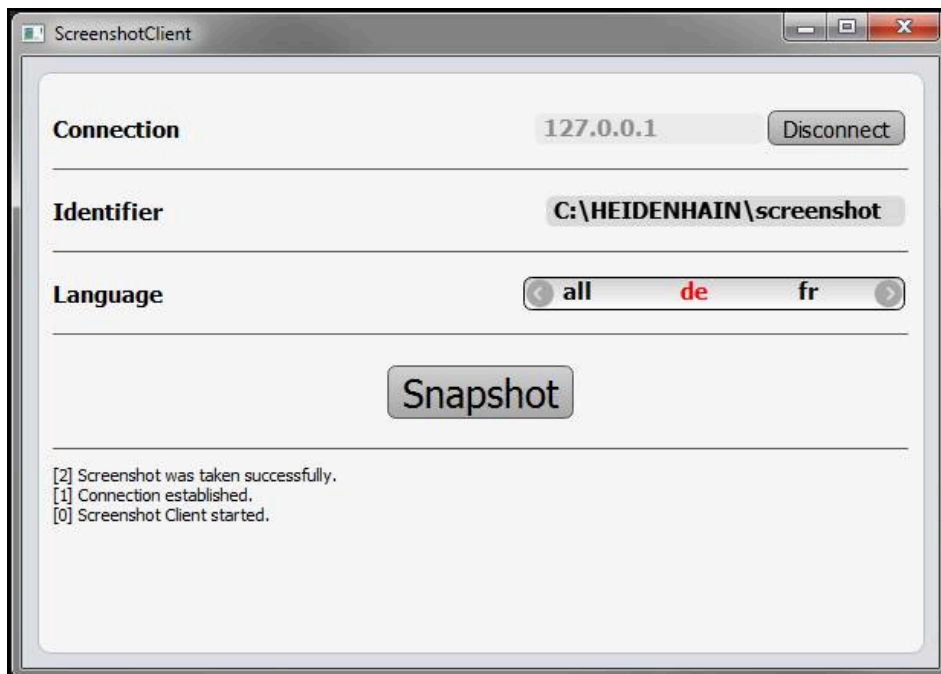 ScreenshotClient
Connection 127.0.0.1 Disconnect
Identifier C:\HEIDENHAIN\screenshot
Language all de fr
Snapshot
[2] Screenshot was taken successfully.
[1] Connection established.
[0] Screenshot Client started.